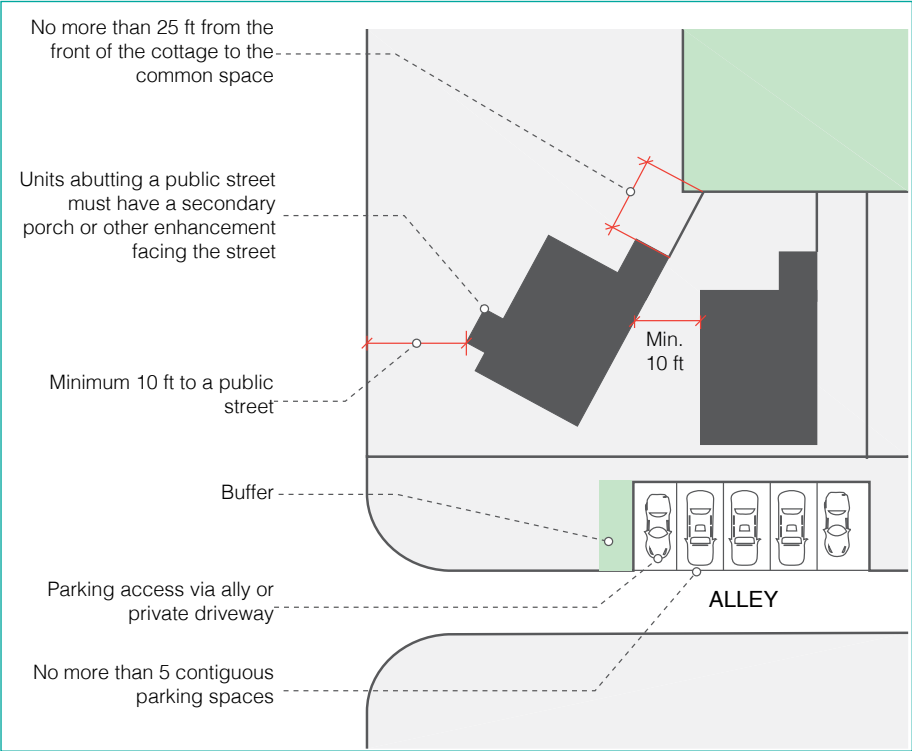 No more than 25 ft from the
front of the cottage to the
common space
Units abutting a public street
must have a secondary
porch or other enhancement
facing the street
Min.
10 ft
Minimum 10 ft to a public
street
Buffer
Parking access via ally or
private driveway
ALLEY
No more than 5 contiguous
parking spaces